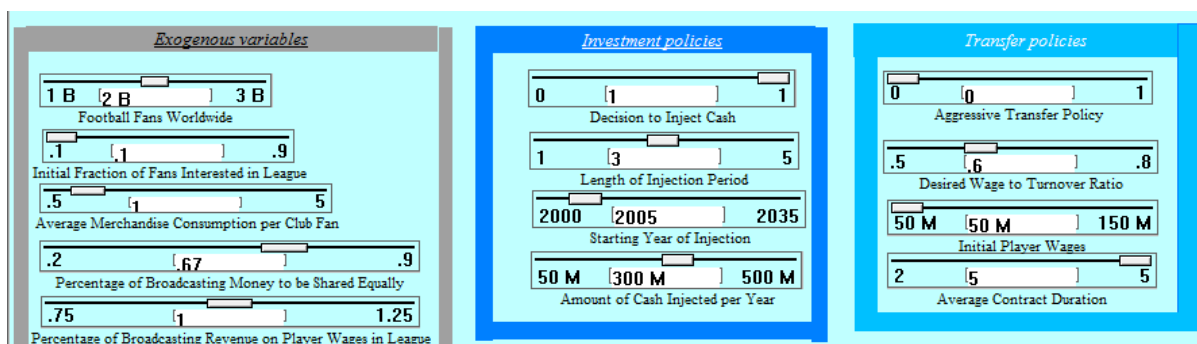 Exogenous variables
1 B [2 B ] 3 B
Football Fans Worldwide
.1 [.1 ] .9
Initial Fraction of Fans Interested in League
.5 [1 ] 5
Average Merchandise Consumption per Club Fan
.2 [.67 ] .9
Percentage of Broadcasting Money to be Shared Equally
.75 [1 ] 1.25
Percentage of Broadcasting Revenue on Player Wages in League
Investment policies
0 [1 ] 1
Decision to Inject Cash
1 [3 ] 5
Length of Injection Period
2000 [2005 ] 2035
Starting Year of Injection
50 M [300 M ] 500 M
Amount of Cash Injected per Year
Transfer policies
0 [0 ] 1
Aggressive Transfer Policy
.5 [.6 ] .8
Desired Wage to Turnover Ratio
50 M [50 M ] 150 M
Initial Player Wages
2 [5 ] 5
Average Contract Duration